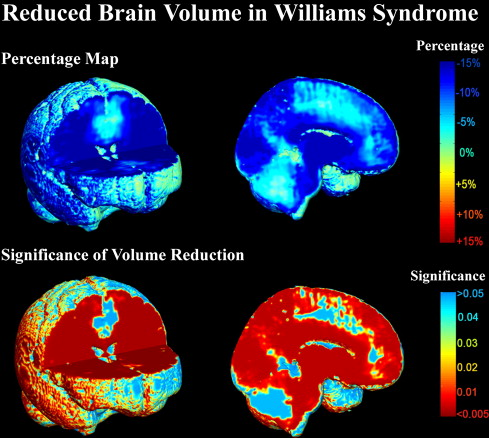 Reduced Brain Volume in Williams Syndrome
Percentage
Percentage Map
-15%
-10%
-5%
0%
+5%
+10%
+15%
Significance of Volume Reduction
Significance
>0.05
0.04
0.03
0.02
0.01
<0.005